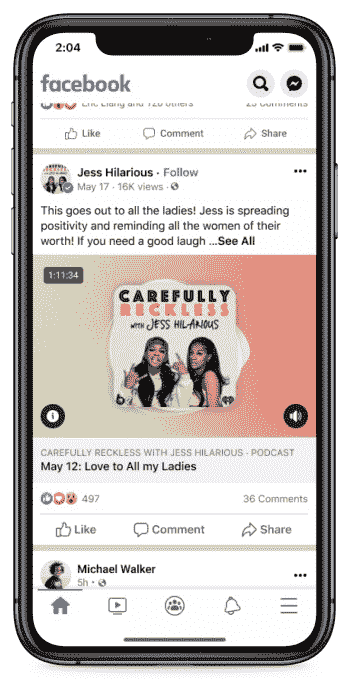 2:04
facebook
Eric Liang and 128 others
23 Comments
Like
Comment
Share
Jess Hilarious · Follow
May 17 · 16K views ·
This goes out to all the ladies! Jess is spreading
positivity and reminding all the women of their
worth! If you need a good laugh ...See All
1:11:34
CAREFULLY
RECKLESS
WITH JESS HILARIOUS
iHeart
CAREFULLY RECKLESS WITH JESS HILARIOUS · PODCAST
May 12: Love to All my Ladies
497
36 Comments
Like
Comment
Share
Michael Walker
5h ·